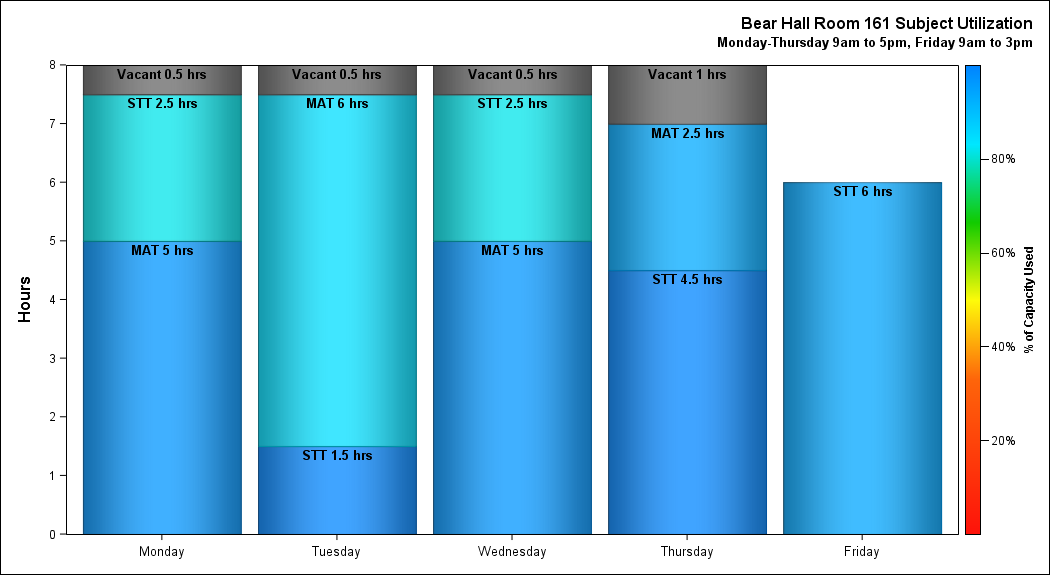 Bear Hall Room 161 Subject Utilization
Monday-Thursday 9am to 5pm, Friday 9am to 3pm
8
7
6
5
4
3
2
1
0
Hours
Vacant 0.5 hrs
STT 2.5 hrs
MAT 5 hrs
Vacant 0.5 hrs
MAT 6 hrs
STT 1.5 hrs
Vacant 0.5 hrs
STT 2.5 hrs
MAT 5 hrs
Vacant 1 hrs
MAT 2.5 hrs
STT 4.5 hrs
STT 6 hrs
Monday
Tuesday
Wednesday
Thursday
Friday
80%
60%
40%
20%
% of Capacity Used